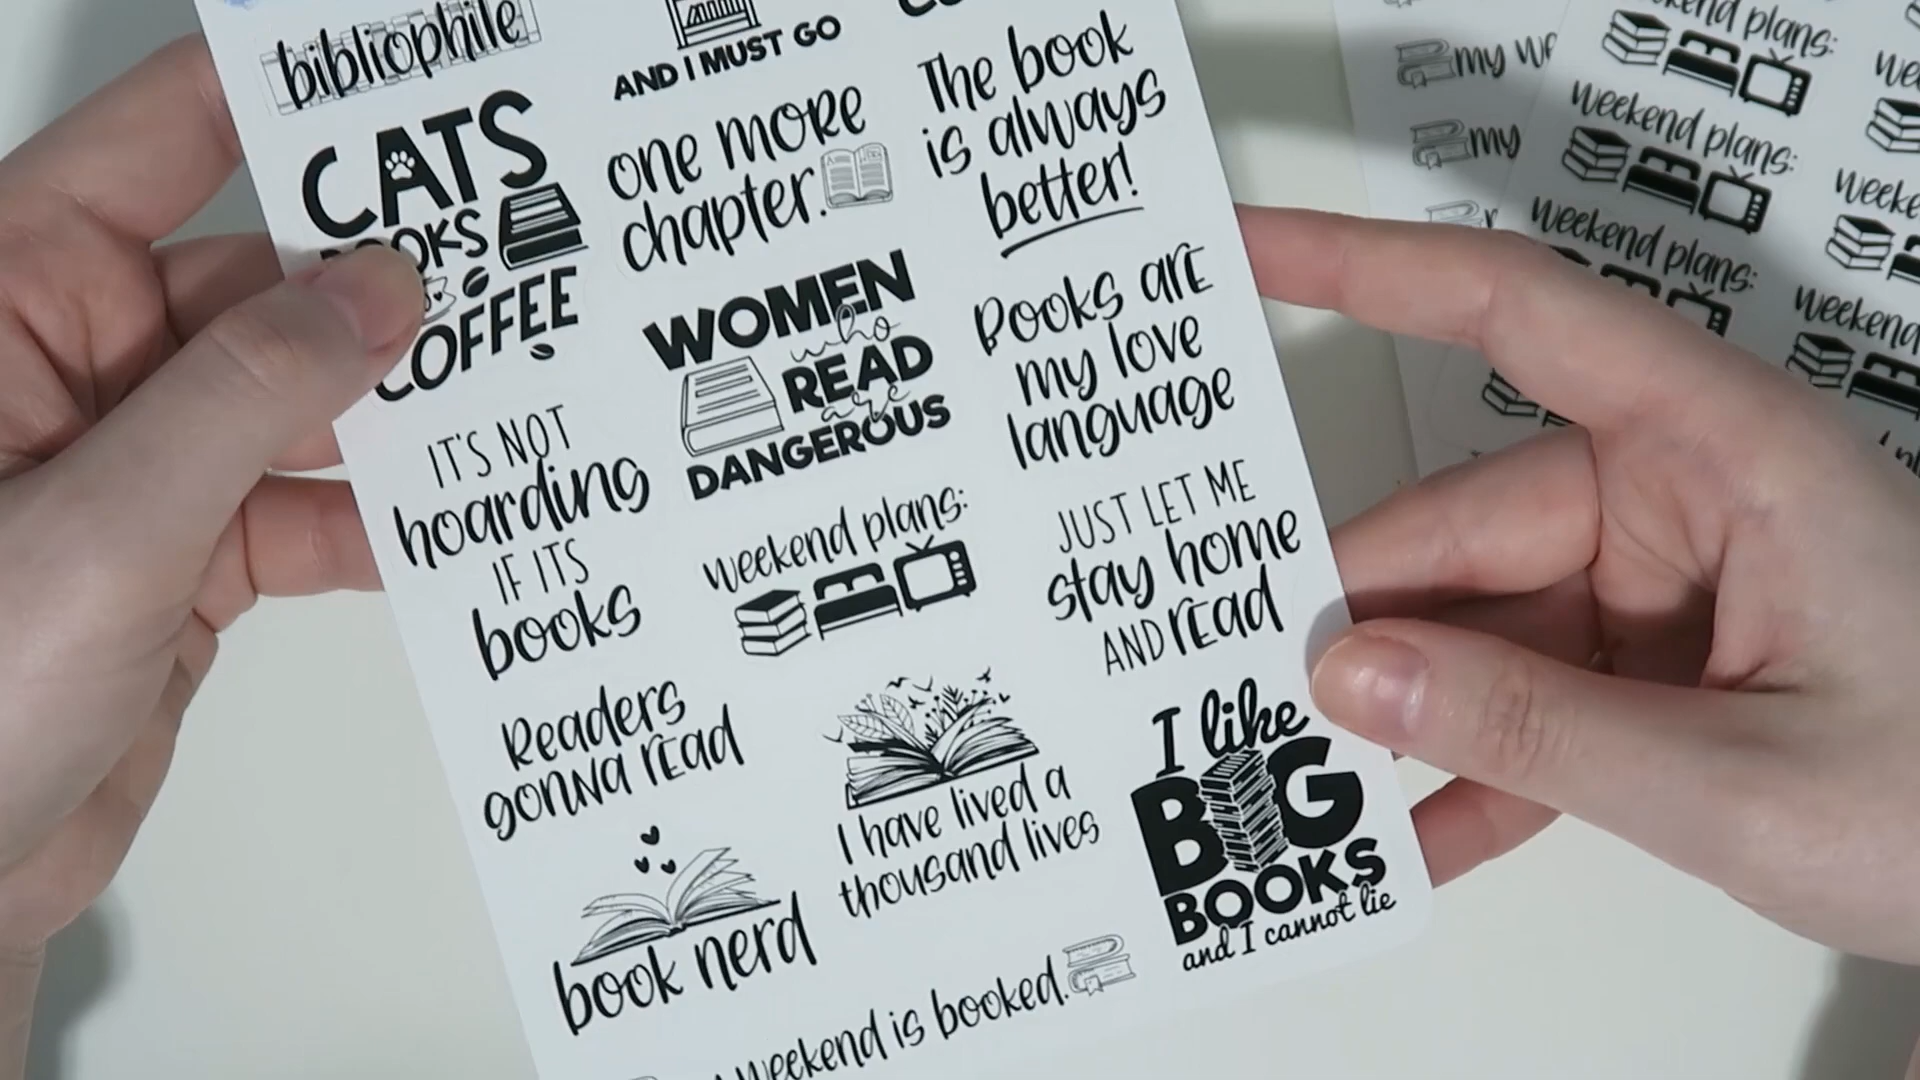 bibliophile
AND I MUST GO
CATS
BOOKS
COFFEE
one more
chapter.
The book
is always
better!
WOMEN
who
READ
are
DANGEROUS
Books are
my love
language
IT'S NOT
hoarding
IF ITS
books
weekend plans:
JUST LET ME
stay home
AND read
Readers
gonna read
I have lived a
thousand lives
I like
BIG
BOOKS
and I cannot lie
book nerd
weekend is booked.
my
my
weekend plans:
weekend plans:
weekend plans:
weekend